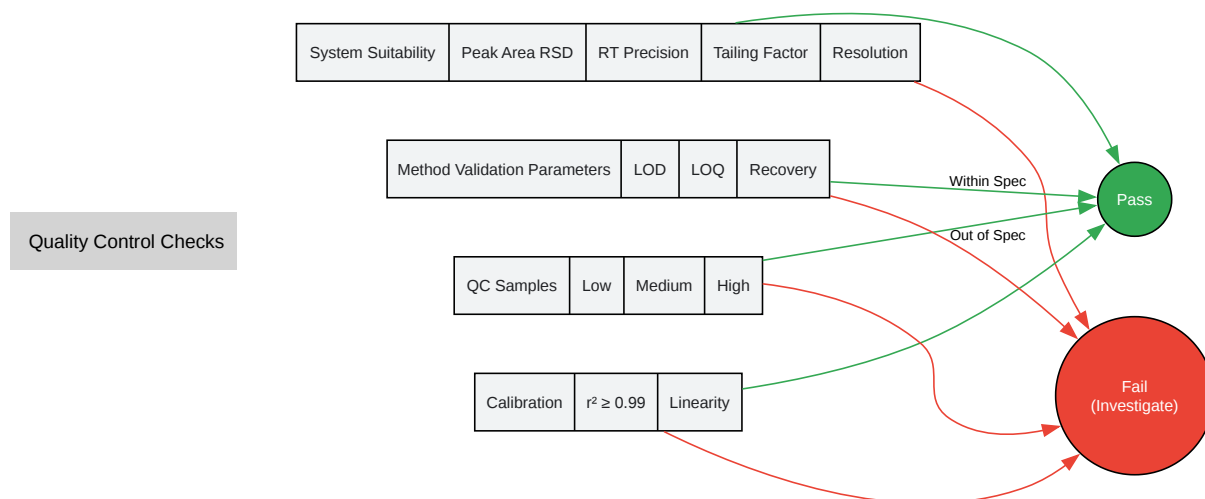 System Suitability
Peak Area RSD
RT Precision
Tailing Factor
Resolution
Method Validation Parameters
LOD
LOQ
Recovery
Within Spec
Pass
Out of Spec
Quality Control Checks
QC Samples
Low
Medium
High
Calibration
r² ≥ 0.99
Linearity
Fail
(Investigate)